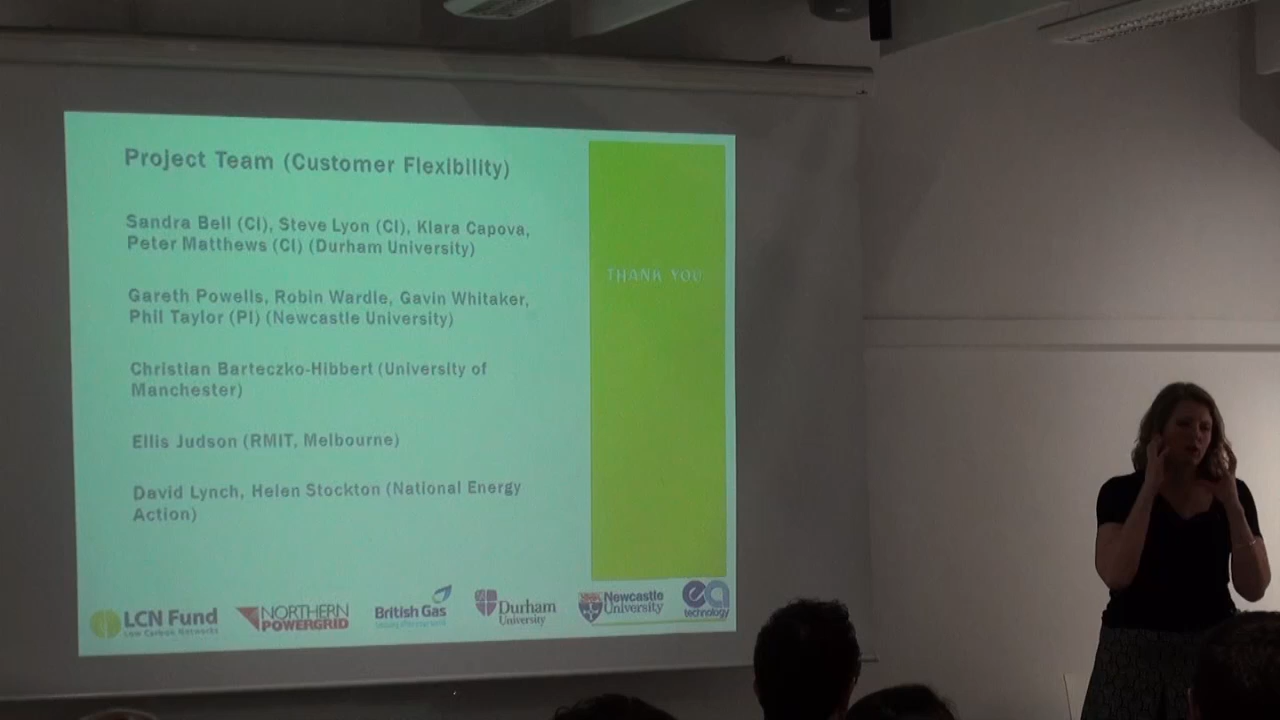 Project Team (Customer Flexibility)
Sandra Bell (CI), Steve Lyon (CI), Klara Capova,
Peter Matthews (CI) (Durham University)
Gareth Powells, Robin Wardle, Gavin Whitaker,
Phil Taylor (PI) (Newcastle University)
Christian Barteczko-Hibbert (University of
Manchester)
Ellis Judson (RMIT, Melbourne)
David Lynch, Helen Stockton (National Energy
Action)
THANK YOU
LCN Fund
Low Carbon Networks
NORTHERN
POWERGRID
British Gas
Durham
University
Newcastle
University
ea
technology